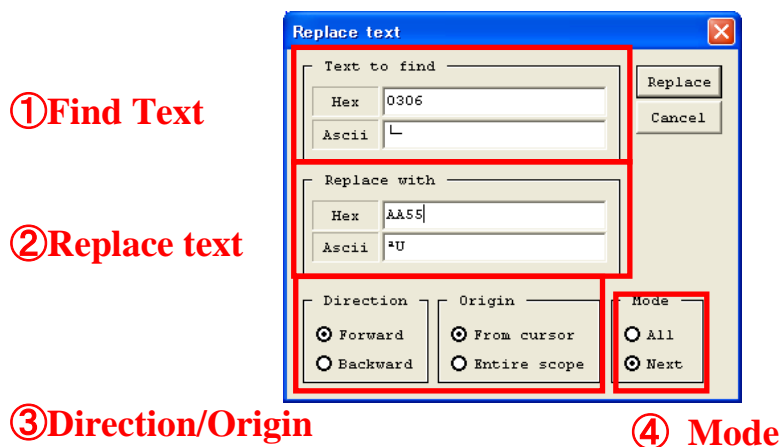 Replace text
Text to find
Hex 0306
Ascii └─
Replace
Cancel
①Find Text
Replace with
Hex AA55
Ascii ªU
②Replace text
Direction
Forward
Backward
Origin
From cursor
Entire scope
Mode
All
Next
③Direction/Origin
④ Mode